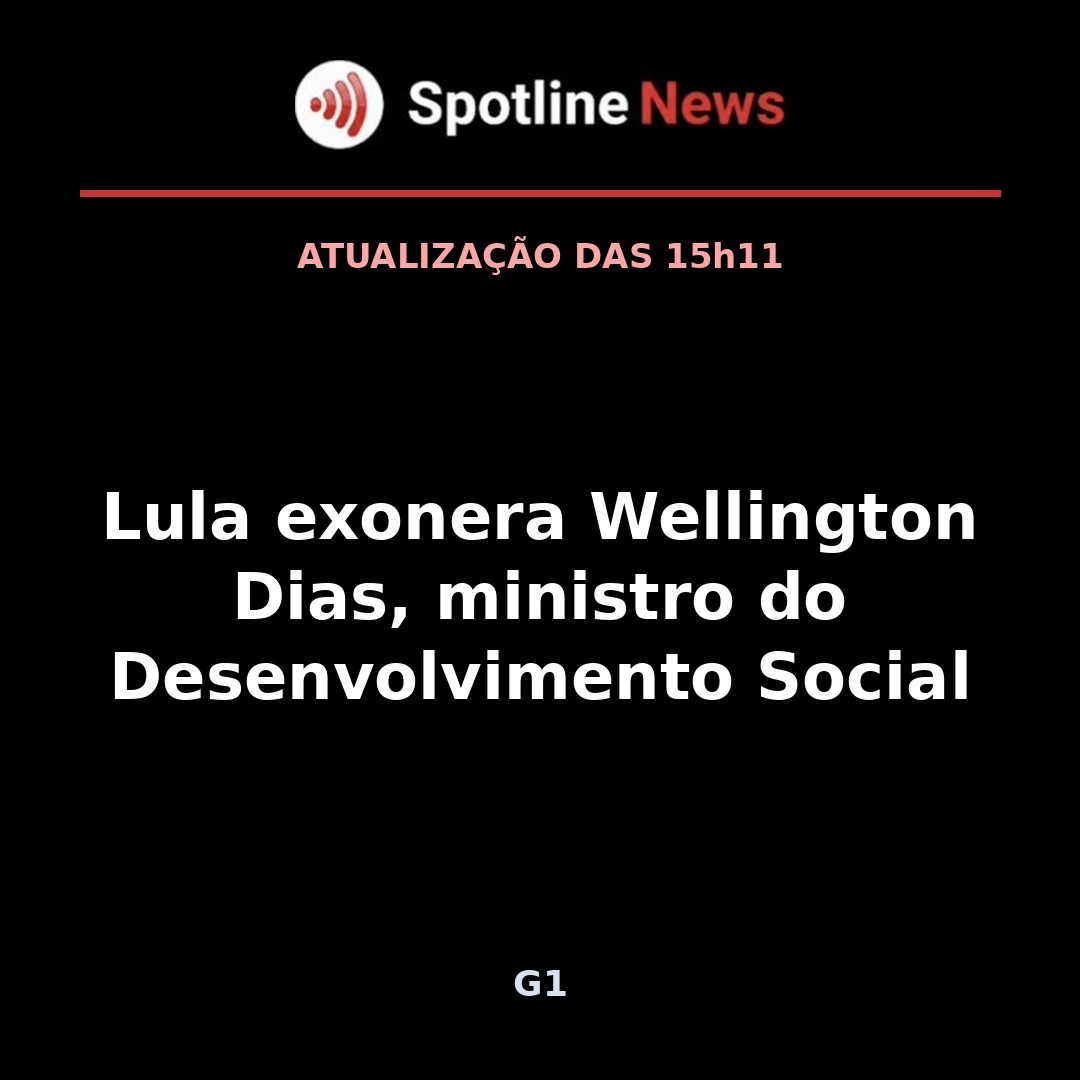 Spotline News
ATUALIZAÇÃO DAS 15h11
Lula exonera Wellington
Dias, ministro do
Desenvolvimento Social
G1